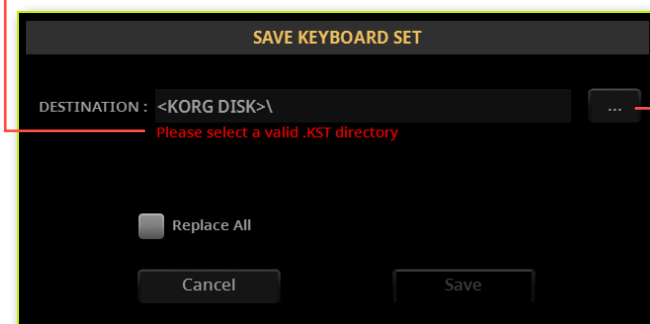 SAVE KEYBOARD SET
DESTINATION : <KORG DISK>\ ...
Please select a valid .KST directory
Replace All
Cancel Save